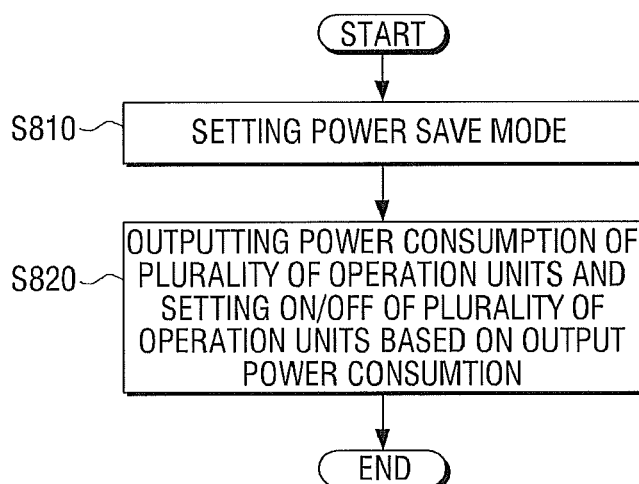 START
S810
SETTING POWER SAVE MODE
S820
OUTPUTTING POWER CONSUMPTION OF
PLURALITY OF OPERATION UNITS AND
SETTING ON/OFF OF PLURALITY OF
OPERATION UNITS BASED ON OUTPUT
POWER CONSUMTION
END